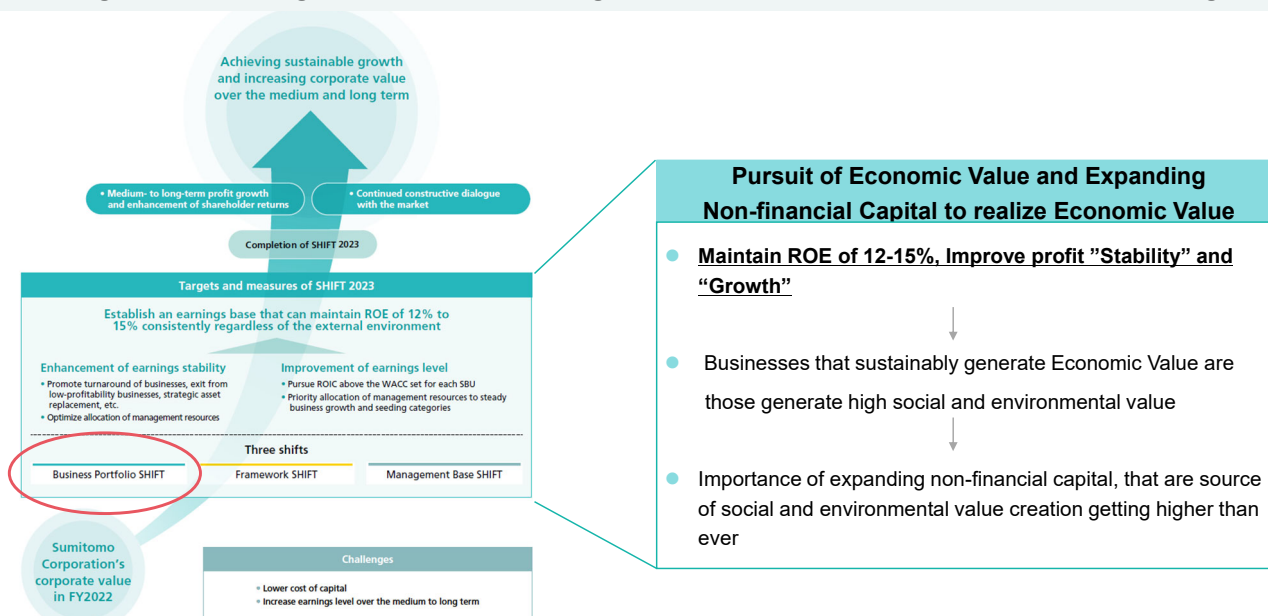 Achieving sustainable growth
and increasing corporate value
over the medium and long term
• Medium- to long-term profit growth
and enhancement of shareholder returns
• Continued constructive dialogue
with the market
Completion of SHIFT 2023
Targets and measures of SHIFT 2023
Establish an earnings base that can maintain ROE of 12% to
15% consistently regardless of the external environment
Enhancement of earnings stability
• Promote turnaround of businesses, exit from
low-profitability businesses, strategic asset
replacement, etc.
• Optimize allocation of management resources
Improvement of earnings level
• Pursue ROIC above the WACC set for each SBU
• Priority allocation of management resources to steady
business growth and seeding categories
Three shifts
Business Portfolio SHIFT
Framework SHIFT
Management Base SHIFT
Sumitomo
Corporation's
corporate value
in FY2022
Challenges
• Lower cost of capital
• Increase earnings level over the medium to long term
Pursuit of Economic Value and Expanding
Non-financial Capital to realize Economic Value
• Maintain ROE of 12-15%, Improve profit ”Stability” and
“Growth”
• Businesses that sustainably generate Economic Value are
those generate high social and environmental value
• Importance of expanding non-financial capital, that are source
of social and environmental value creation getting higher than
ever